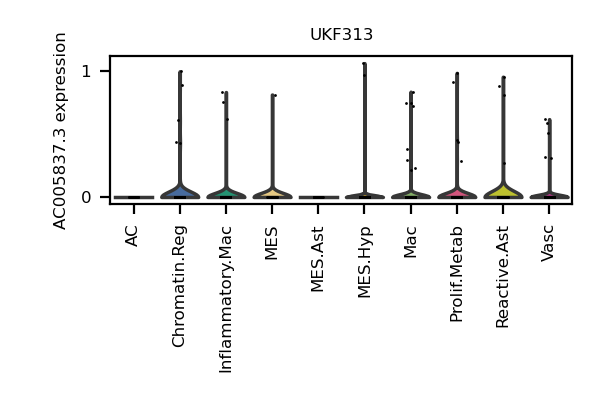 UKF313
AC005837.3 expression
1
0
AC
Chromatin.Reg
Inflammatory.Mac
MES
MES.Ast
MES.Hyp
Mac
Prolif.Metab
Reactive.Ast
Vasc